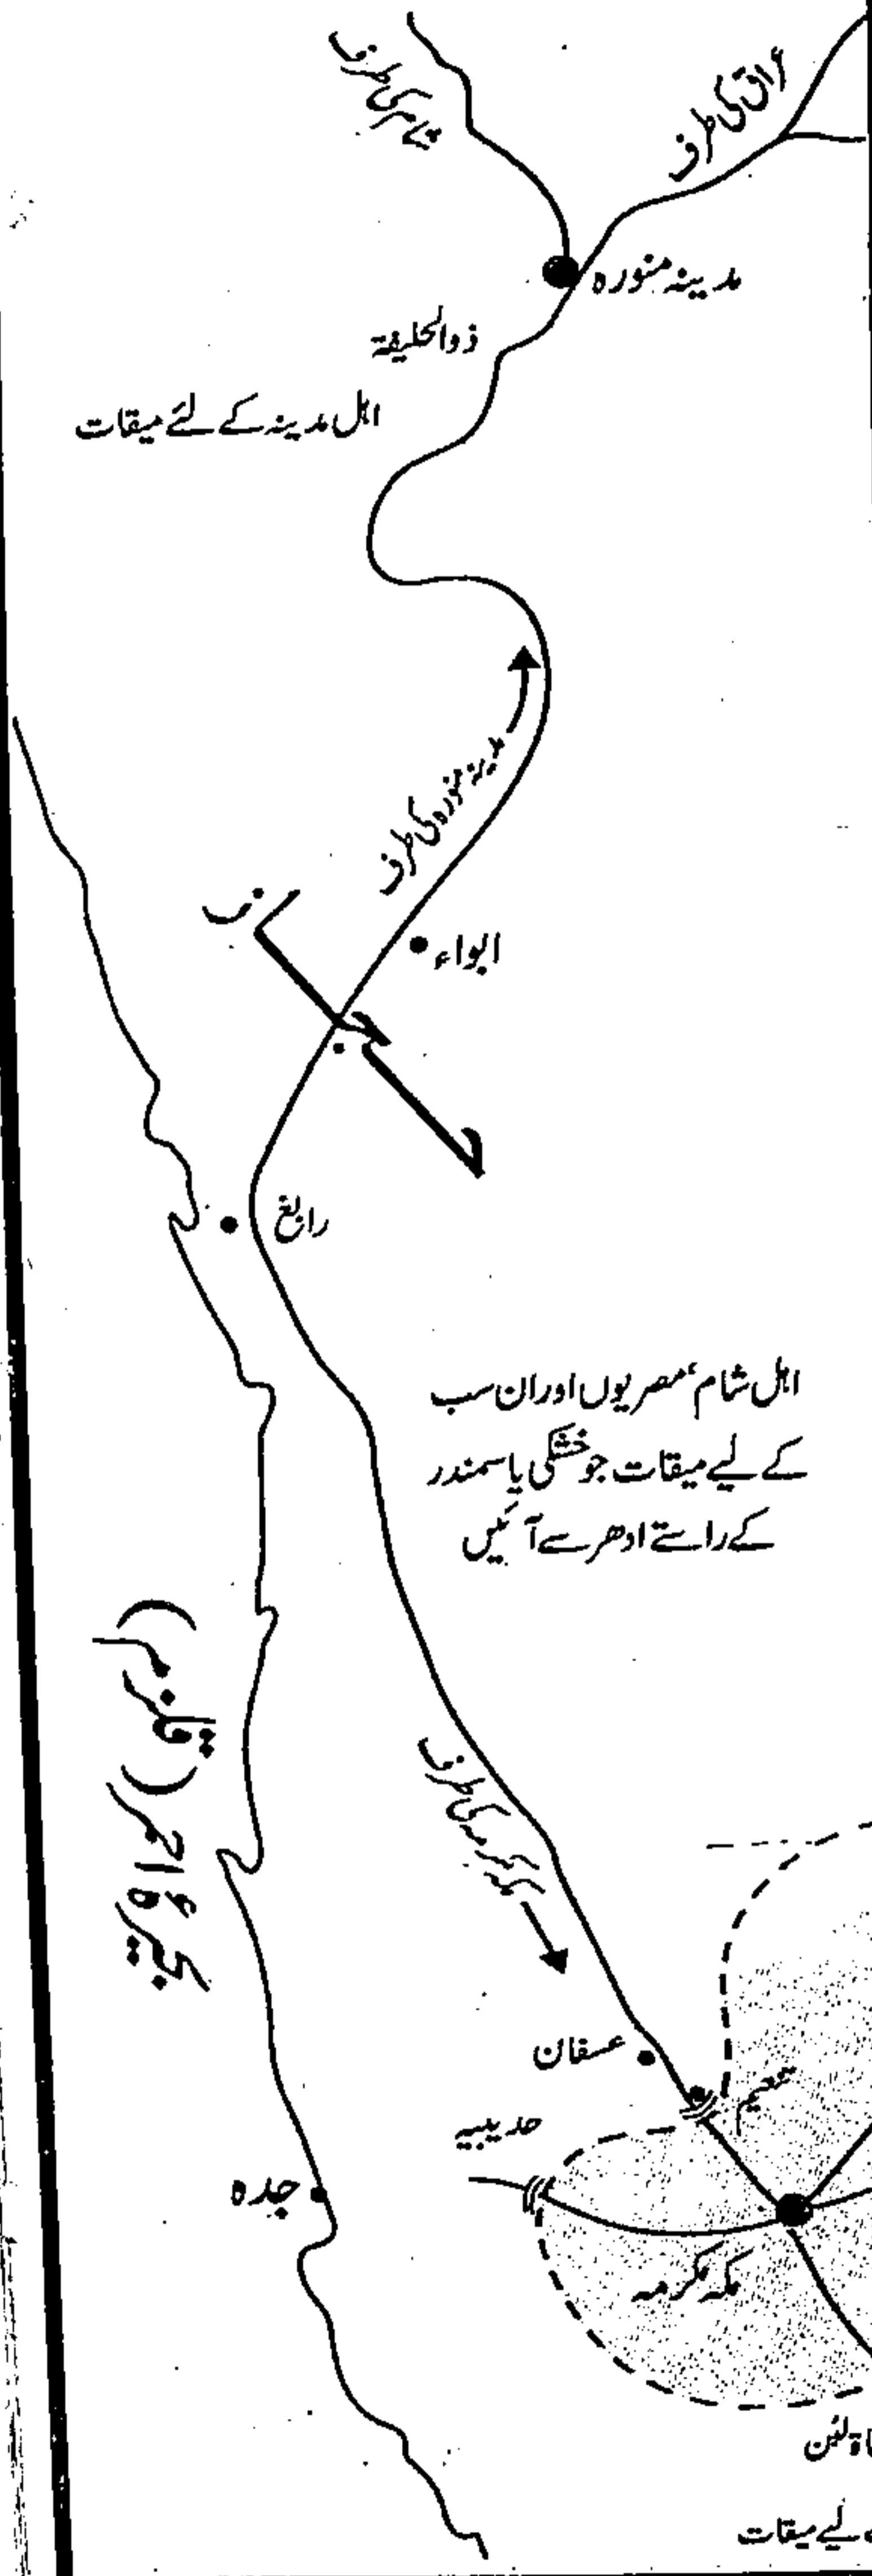 شام کی طرف
عراق کی طرف
مدینہ منورہ
ذوالحلیفۃ
اہل مدینہ کے لئے میقات
مدینہ منورہ کی طرف
ابواء
رابغ
اہل شام، مصریوں اور ان سب
کے لیے میقات جو خشکی یا سمندر
کے راستے ادھر سے آئیں
بحیرۂ احمر (قلزم)
مکہ مکرمہ کی طرف
عسفان
تنعیم
حدیبیہ
جدہ
مکہ مکرمہ
لیے میقات